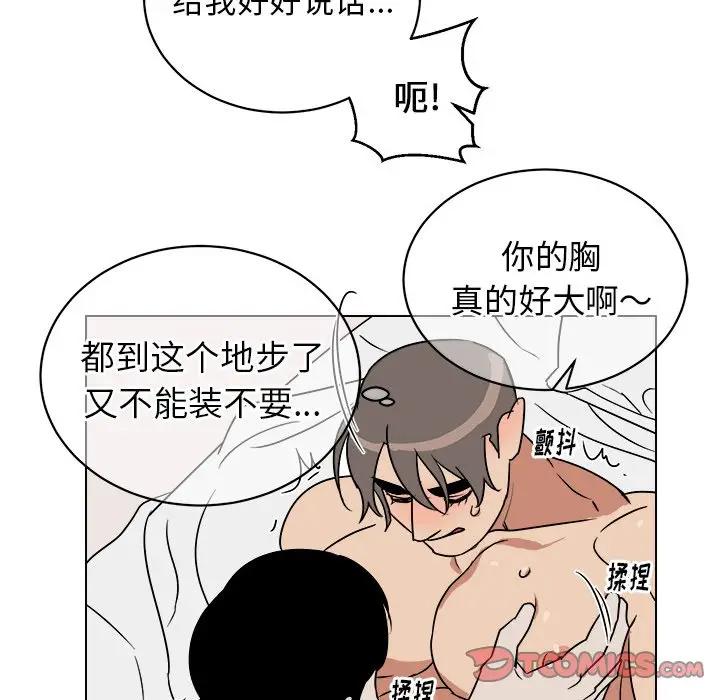 给我好好说话...
呃!
你的胸
真的好大啊～
都到这个地步了
又不能装不要...
颤抖
揉捏
揉捏
DTOMICS.COM